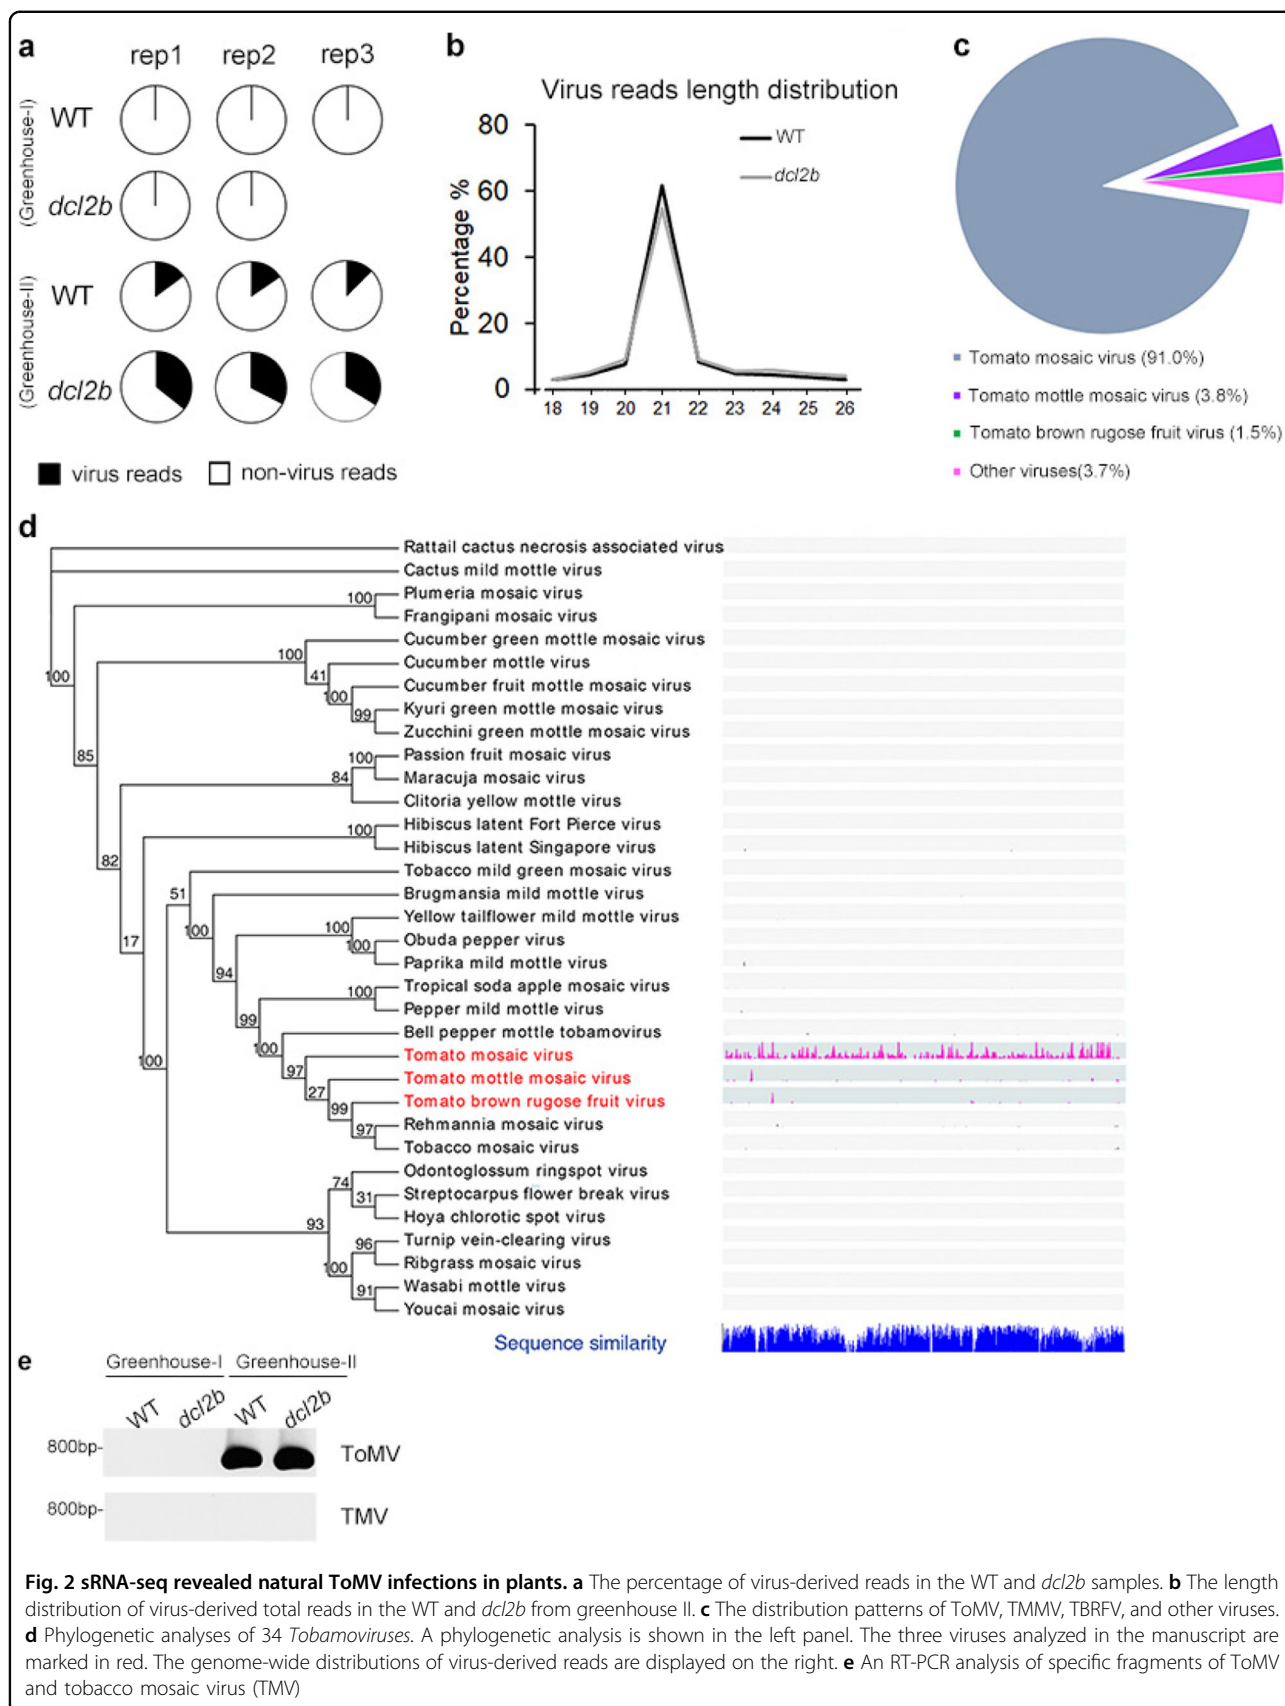 a
rep1 rep2 rep3
(Greenhouse-I)
WT
dcl2b
(Greenhouse-II)
WT
dcl2b
virus reads non-virus reads
b
Virus reads length distribution
WT
dcl2b
Percentage %
80
60
40
20
0
18 19 20 21 22 23 24 25 26
c
Tomato mosaic virus (91.0%)
Tomato mottle mosaic virus (3.8%)
Tomato brown rugose fruit virus (1.5%)
Other viruses(3.7%)
d
Rattail cactus necrosis associated virus
Cactus mild mottle virus
100 Plumeria mosaic virus
Frangipani mosaic virus
Cucumber green mottle mosaic virus
100
41 Cucumber mottle virus
100 100 Cucumber fruit mottle mosaic virus
99 Kyuri green mottle mosaic virus
Zucchini green mottle mosaic virus
85 100 Passion fruit mosaic virus
84 Maracuja mosaic virus
Clitoria yellow mottle virus
100 Hibiscus latent Fort Pierce virus
82 Hibiscus latent Singapore virus
51 Tobacco mild green mosaic virus
Brugmansia mild mottle virus
17 100 100 Yellow tailflower mild mottle virus
100 Obuda pepper virus
94 Paprika mild mottle virus
100 Tropical soda apple mosaic virus
99 Pepper mild mottle virus
100 Bell pepper mottle tobamovirus
100 97 Tomato mosaic virus
27 Tomato mottle mosaic virus
99 Tomato brown rugose fruit virus
97 Rehmannia mosaic virus
Tobacco mosaic virus
74 Odontoglossum ringspot virus
31 Streptocarpus flower break virus
93 Hoya chlorotic spot virus
96 Turnip vein-clearing virus
100 Ribgrass mosaic virus
91 Wasabi mottle virus
Youcai mosaic virus
Sequence similarity
e
Greenhouse-I Greenhouse-II
WT dcl2b WT dcl2b
800bp- ToMV
800bp- TMV
Fig. 2 sRNA-seq revealed natural ToMV infections in plants. a The percentage of virus-derived reads in the WT and dcl2b samples. b The length
distribution of virus-derived total reads in the WT and dcl2b from greenhouse II. c The distribution patterns of ToMV, TMMV, TBRFV, and other viruses.
d Phylogenetic analyses of 34 Tobamoviruses. A phylogenetic analysis is shown in the left panel. The three viruses analyzed in the manuscript are
marked in red. The genome-wide distributions of virus-derived reads are displayed on the right. e An RT-PCR analysis of specific fragments of ToMV
and tobacco mosaic virus (TMV)